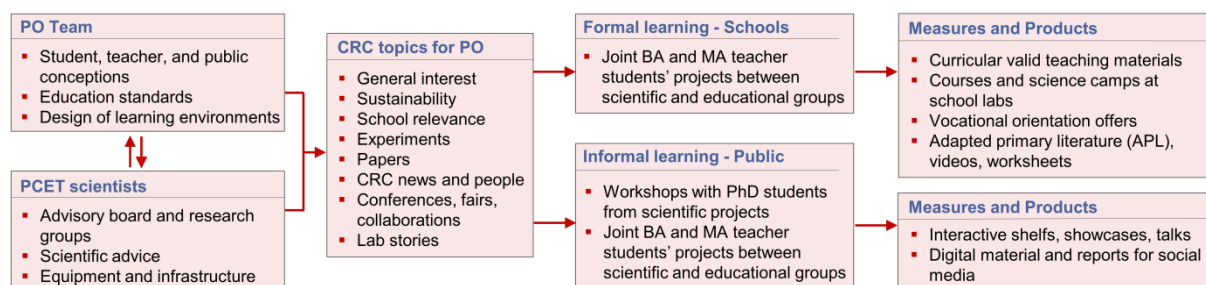 PO Team
▪ Student, teacher, and public
conceptions
▪ Education standards
▪ Design of learning environments
PCET scientists
▪ Advisory board and research
groups
▪ Scientific advice
▪ Equipment and infrastructure
CRC topics for PO
▪ General interest
▪ Sustainability
▪ School relevance
▪ Experiments
▪ Papers
▪ CRC news and people
▪ Conferences, fairs,
collaborations
▪ Lab stories
Formal learning - Schools
▪ Joint BA and MA teacher
students’ projects between
scientific and educational groups
Informal learning - Public
▪ Workshops with PhD students
from scientific projects
▪ Joint BA and MA teacher
students’ projects between
scientific and educational groups
Measures and Products
▪ Curricular valid teaching materials
▪ Courses and science camps at
school labs
▪ Vocational orientation offers
▪ Adapted primary literature (APL),
videos, worksheets
Measures and Products
▪ Interactive shelfs, showcases, talks
▪ Digital material and reports for social
media